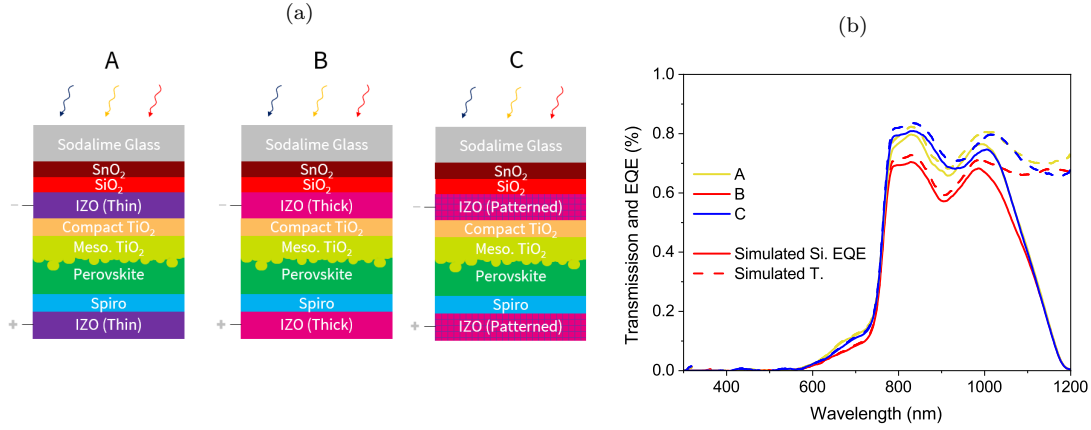 (a)
A
Sodalime Glass
SnO₂
SiO₂
IZO (Thin)
Compact TiO₂
Meso. TiO₂
Perovskite
Spiro
IZO (Thin)
−
+
B
Sodalime Glass
SnO₂
SiO₂
IZO (Thick)
Compact TiO₂
Meso. TiO₂
Perovskite
Spiro
IZO (Thick)
−
+
C
Sodalime Glass
SnO₂
SiO₂
IZO (Patterned)
Compact TiO₂
Meso. TiO₂
Perovskite
Spiro
IZO (Patterned)
−
+
(b)
Transmissison and EQE (%)
1.0
0.8
0.6
0.4
0.2
0.0
A
B
C
Simulated Si. EQE
Simulated T.
400
600
800
1000
1200
Wavelength (nm)